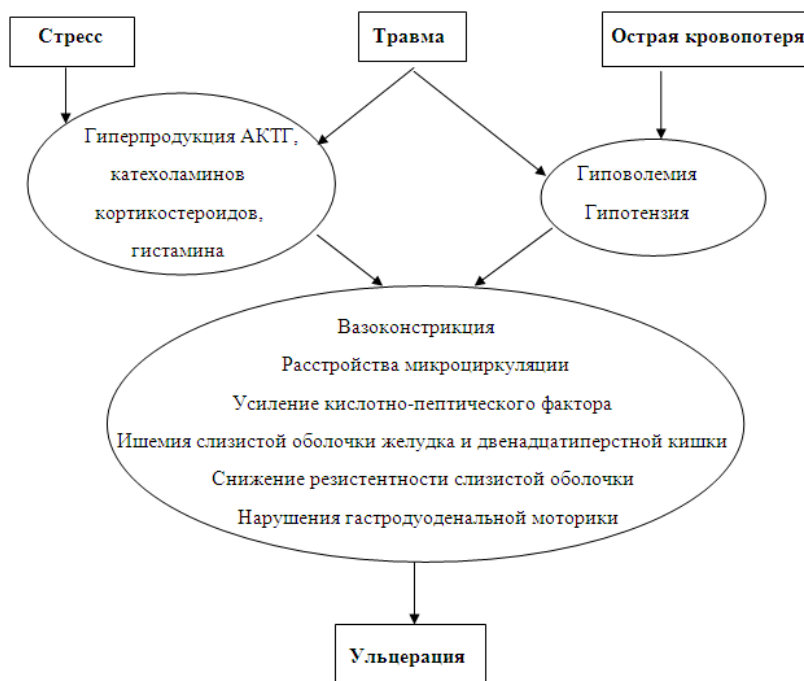 Стресс
Травма
Острая кровопотеря
Гиперпродукция АКТГ,
катехоламинов
кортикостероидов,
гистамина
Гиповолемия
Гипотензия
Вазоконстрикция
Расстройства микроциркуляции
Усиление кислотно-пептического фактора
Ишемия слизистой оболочки желудка и двенадцатиперстной кишки
Снижение резистентности слизистой оболочки
Нарушения гастродуоденальной моторики
Ульцерация